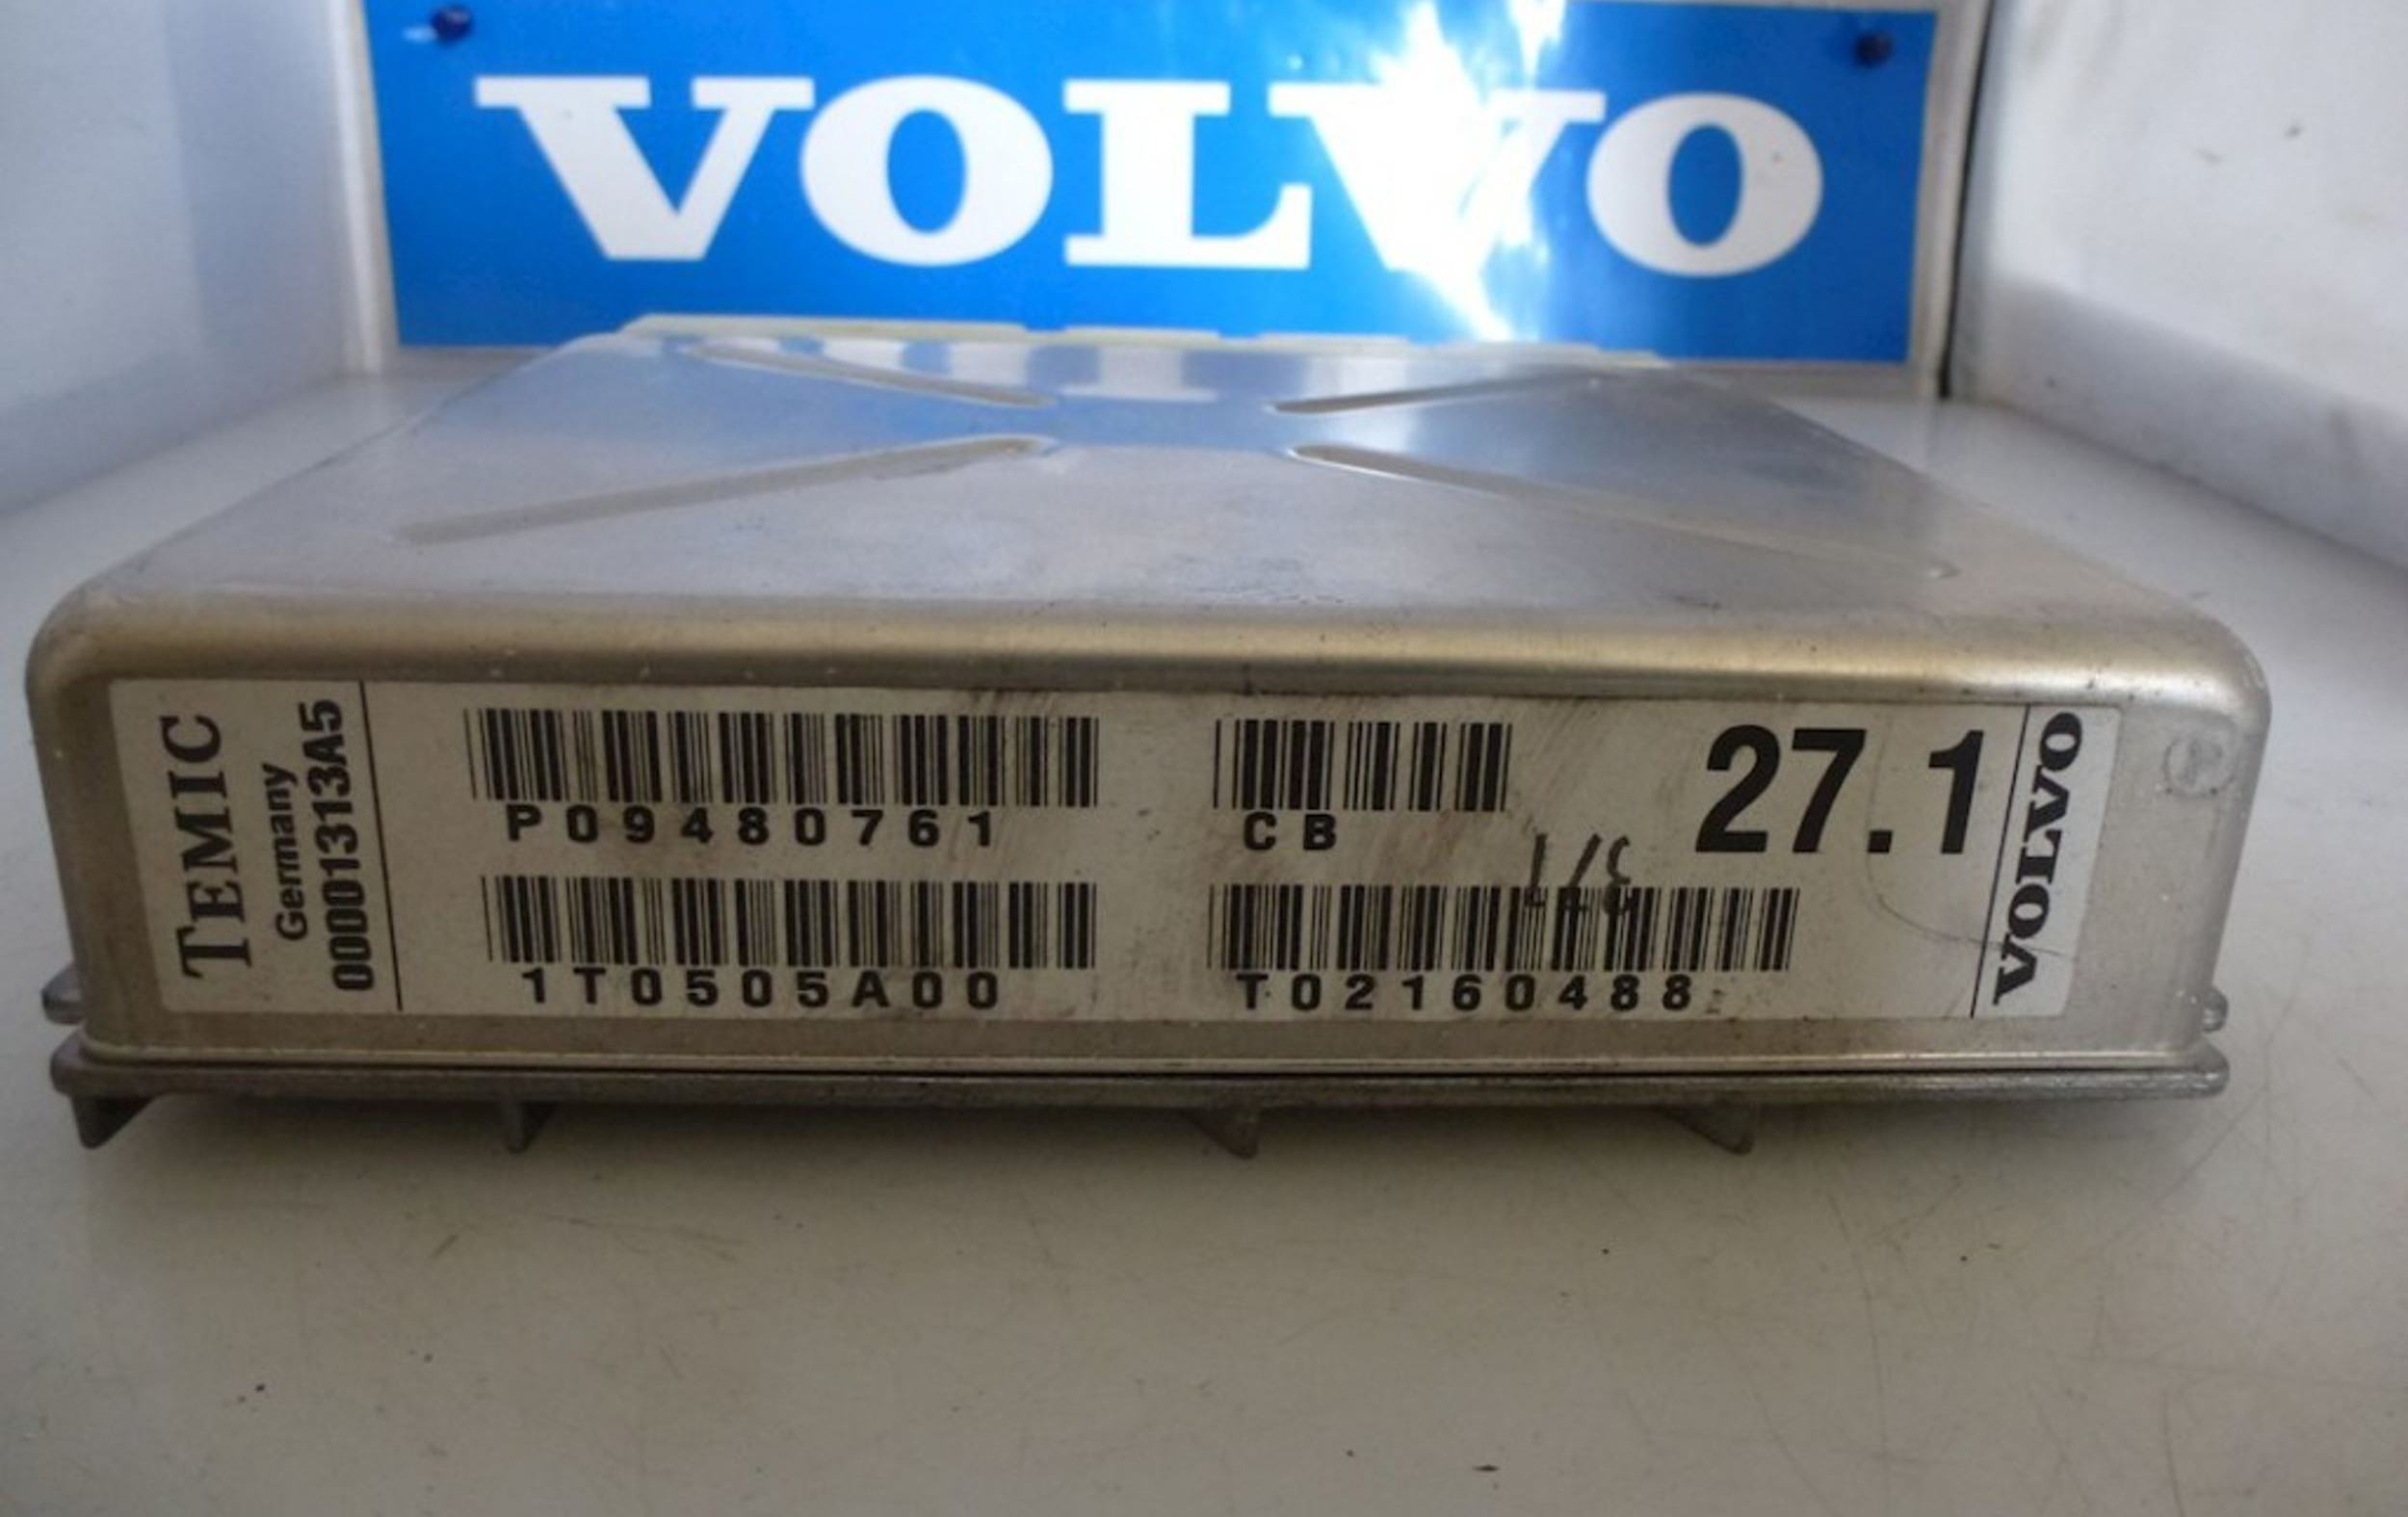 VOLVO
TEMIC
Germany
00001313A5
P09480761
CB
27.1
1T0505A00
T02160488
VOLVO